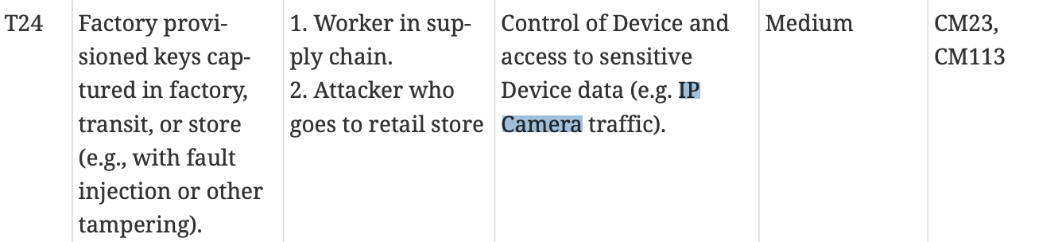 T24
Factory provi-
sioned keys cap-
tured in factory,
transit, or store
(e.g., with fault
injection or other
tampering).
1. Worker in sup-
ply chain.
2. Attacker who
goes to retail store
Control of Device and
access to sensitive
Device data (e.g. IP
Camera traffic).
Medium
CM23,
CM113